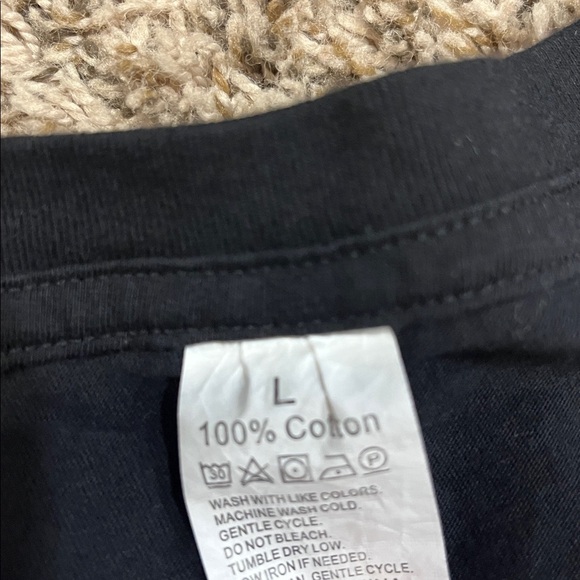 L
100% Cotton
WASH WITH LIKE COLORS.
MACHINE WASH COLD.
GENTLE CYCLE.
DO NOT BLEACH.
TUMBLE DRY LOW.
IRON IF NEEDED.
GENTLE CYCLE.